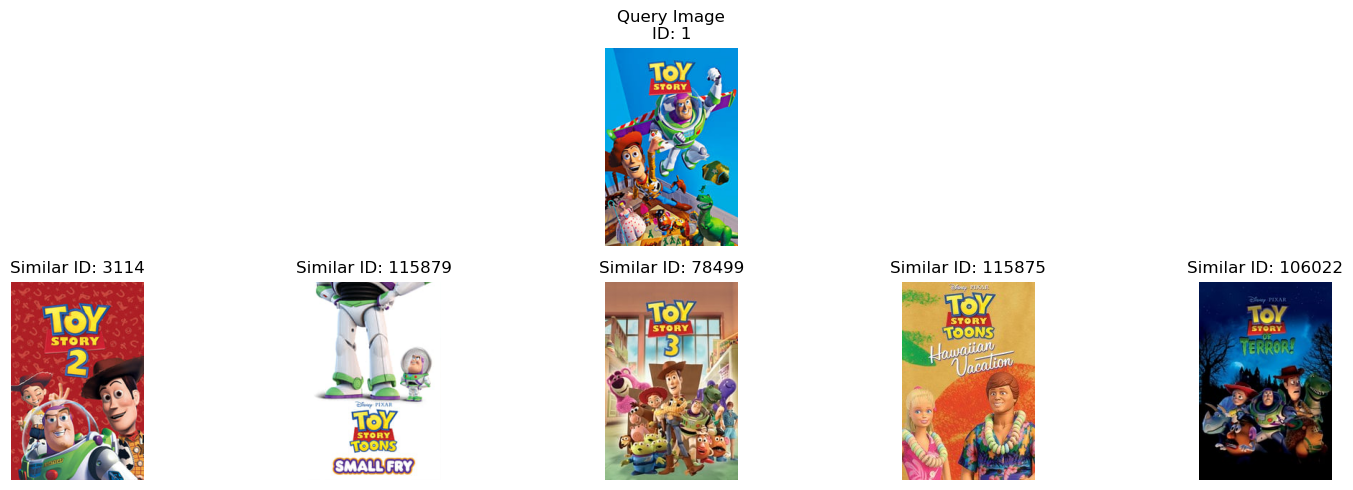 Query Image
ID: 1
TOY
STORY
Similar ID: 3114
Similar ID: 115879
Similar ID: 78499
Similar ID: 115875
Similar ID: 106022
TOY
STORY
2
Disney PIXAR
TOY
STORY
TOONS
SMALL FRY
TOY
STORY
3
Disney PIXAR
TOY
STORY
TOONS
Hawaiian
Vacation
Disney PIXAR
TOY
STORY
OF
TERROR!